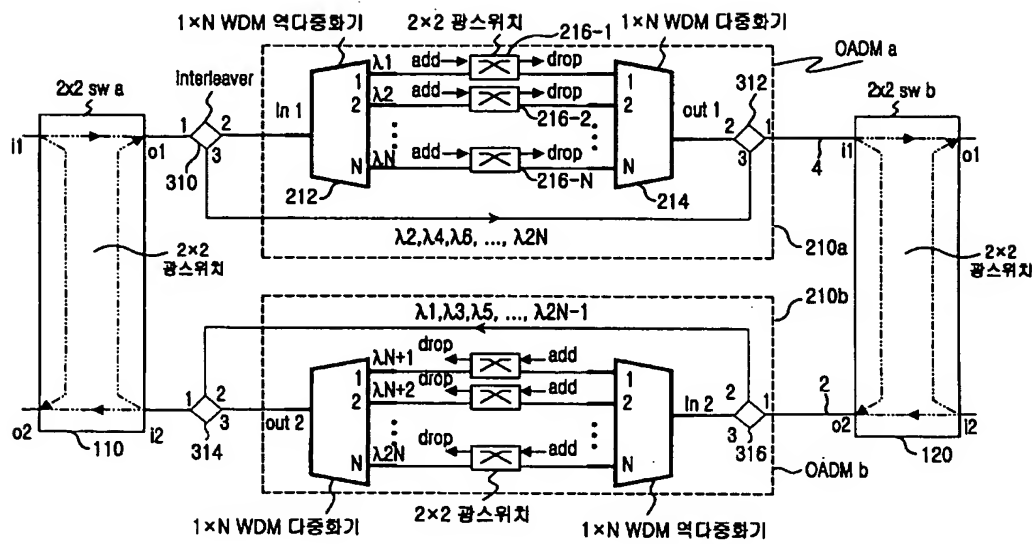 1×N WDM 역다중화기
2×2 광스위치
216-1
1×N WDM 다중화기
OADM a
Interleaver
2x2 sw a
2x2 sw b
add
drop
λ1
1
1
λ2
2
2
216-2
In 1
out 1
312
1
2
3
2
1
3
i1
o1
i1
o1
310
add
drop
λN
N
N
216-N
212
214
4
λ2,λ4,λ6, ..., λ2N
210a
2×2
광스위치
2×2
광스위치
210b
λ1,λ3,λ5, ..., λ2N-1
drop
add
λN+1
1
1
drop
λN+2
2
2
add
1
2
3
out 2
In 2
2
1
3
2
o2
i2
o2
i2
110
314
drop
add
λ2N
N
N
316
120
OADM b
1×N WDM 다중화기
2×2 광스위치
1×N WDM 역다중화기